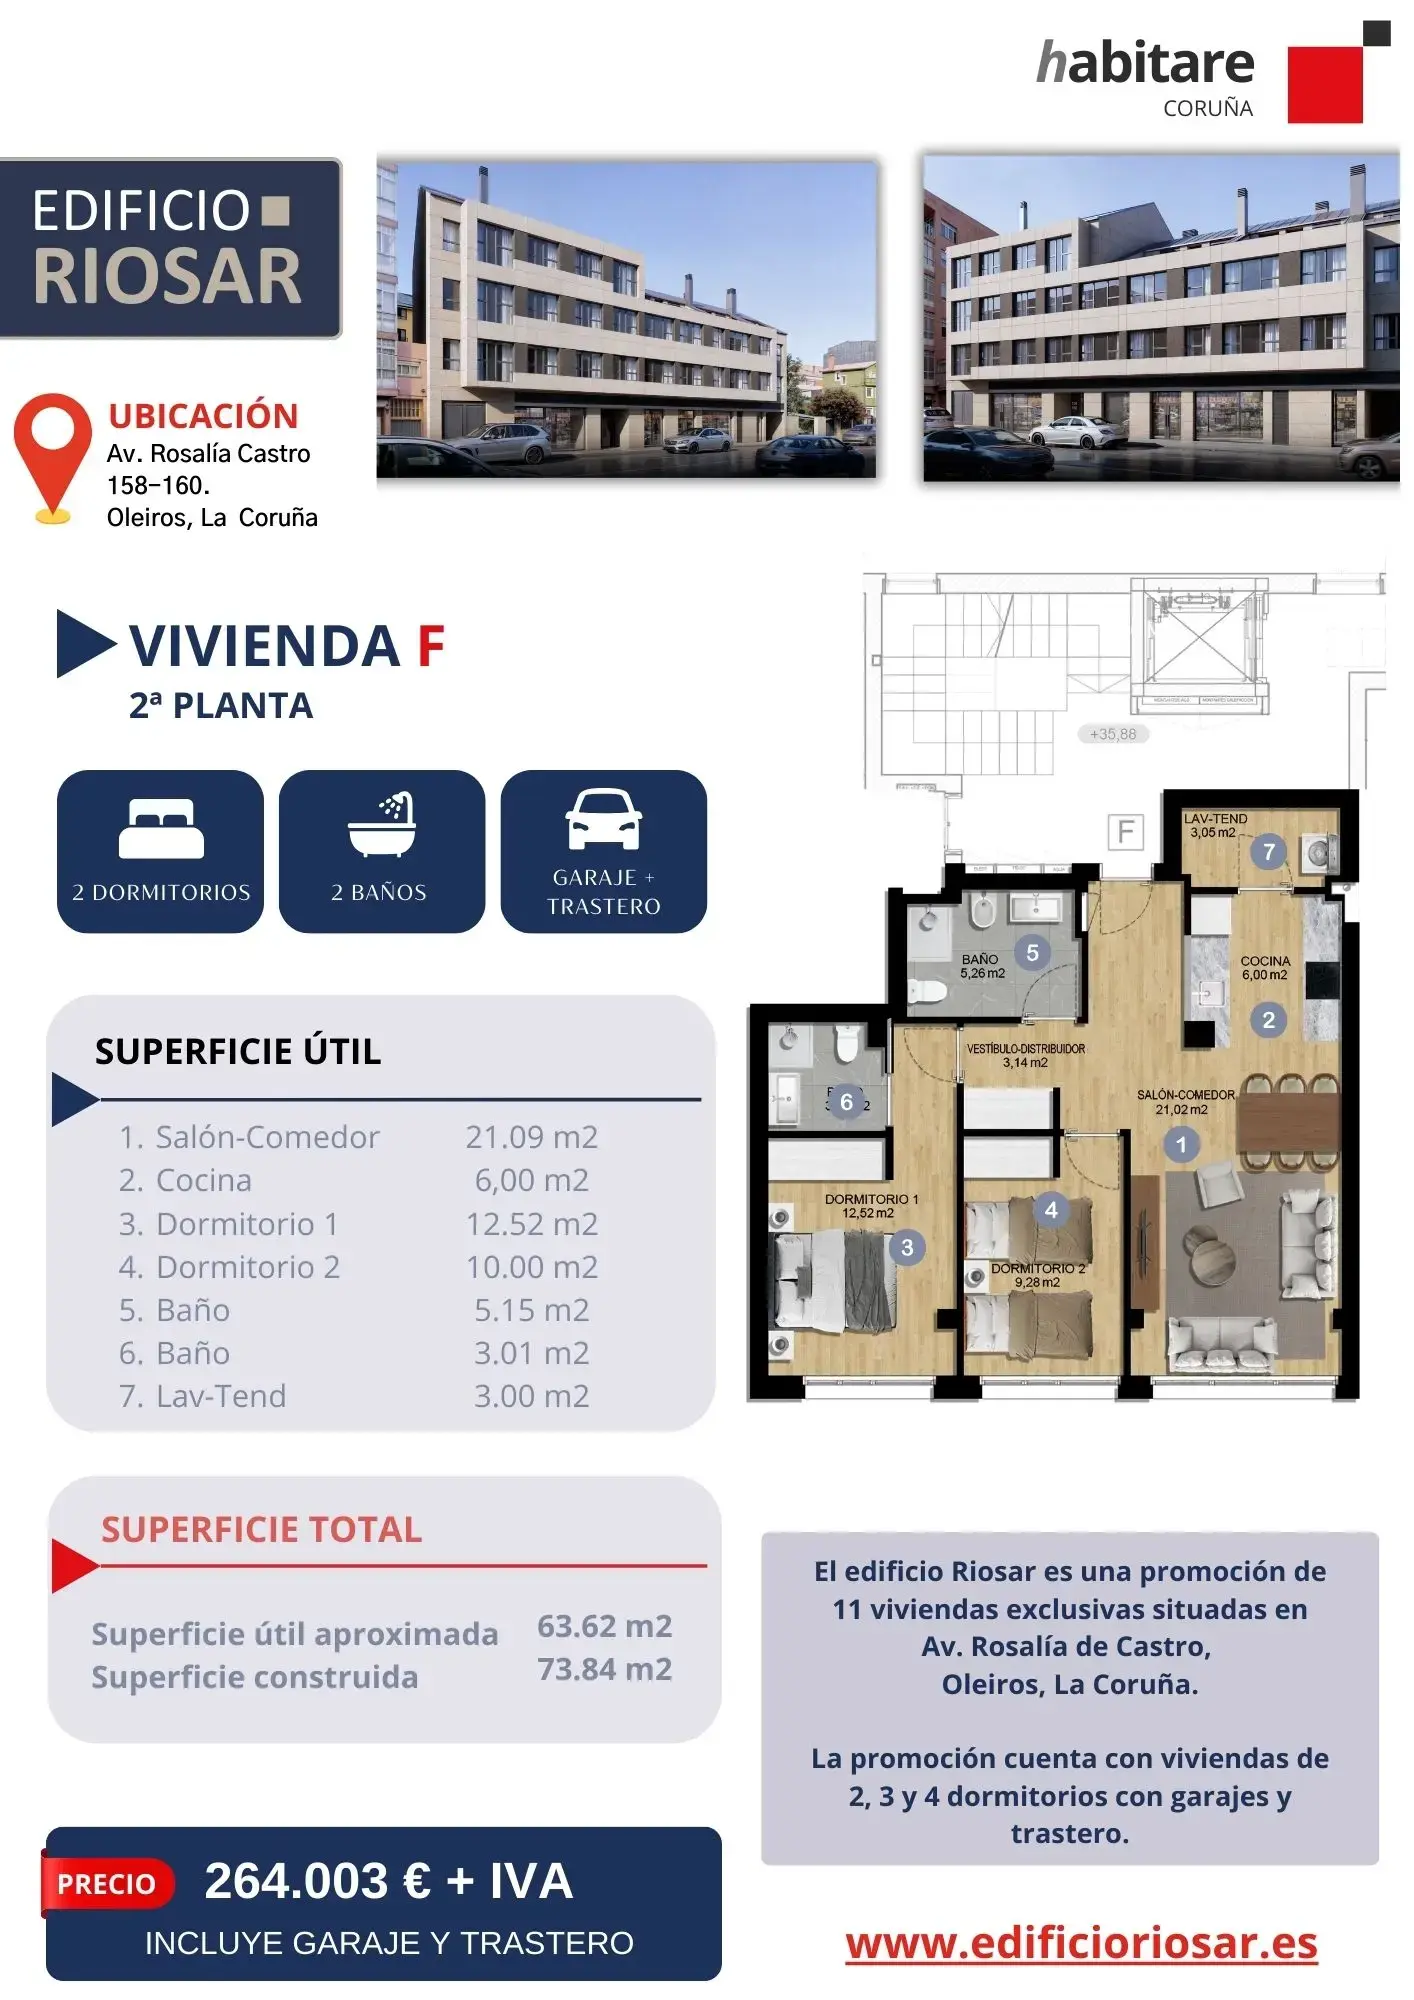 habitare
CORUÑA
EDIFICIO
RIOSAR
UBICACIÓN
Av. Rosalía Castro
158-160.
Oleiros, La Coruña
VIVIENDA F
2ª PLANTA
2 DORMITORIOS
2 BAÑOS
GARAJE +
TRASTERO
SUPERFICIE ÚTIL
1. Salón-Comedor 21.09 m2
2. Cocina 6,00 m2
3. Dormitorio 1 12.52 m2
4. Dormitorio 2 10.00 m2
5. Baño 5.15 m2
6. Baño 3.01 m2
7. Lav-Tend 3.00 m2
SUPERFICIE TOTAL
Superficie útil aproximada 63.62 m2
Superficie construida 73.84 m2
PRECIO
264.003 € + IVA
INCLUYE GARAJE Y TRASTERO
+35,88
F
LAV-TEND
3,05 m2
7
BAÑO
5,26 m2
5
COCINA
6,00 m2
2
VESTÍBULO-DISTRIBUIDOR
3,14 m2
6
SALÓN-COMEDOR
21,02 m2
1
DORMITORIO 1
12,52 m2
3
4
DORMITORIO 2
9,28 m2
El edificio Riosar es una promoción de
11 viviendas exclusivas situadas en
Av. Rosalía de Castro,
Oleiros, La Coruña.
La promoción cuenta con viviendas de
2, 3 y 4 dormitorios con garajes y
trastero.
www.edificioriosar.es